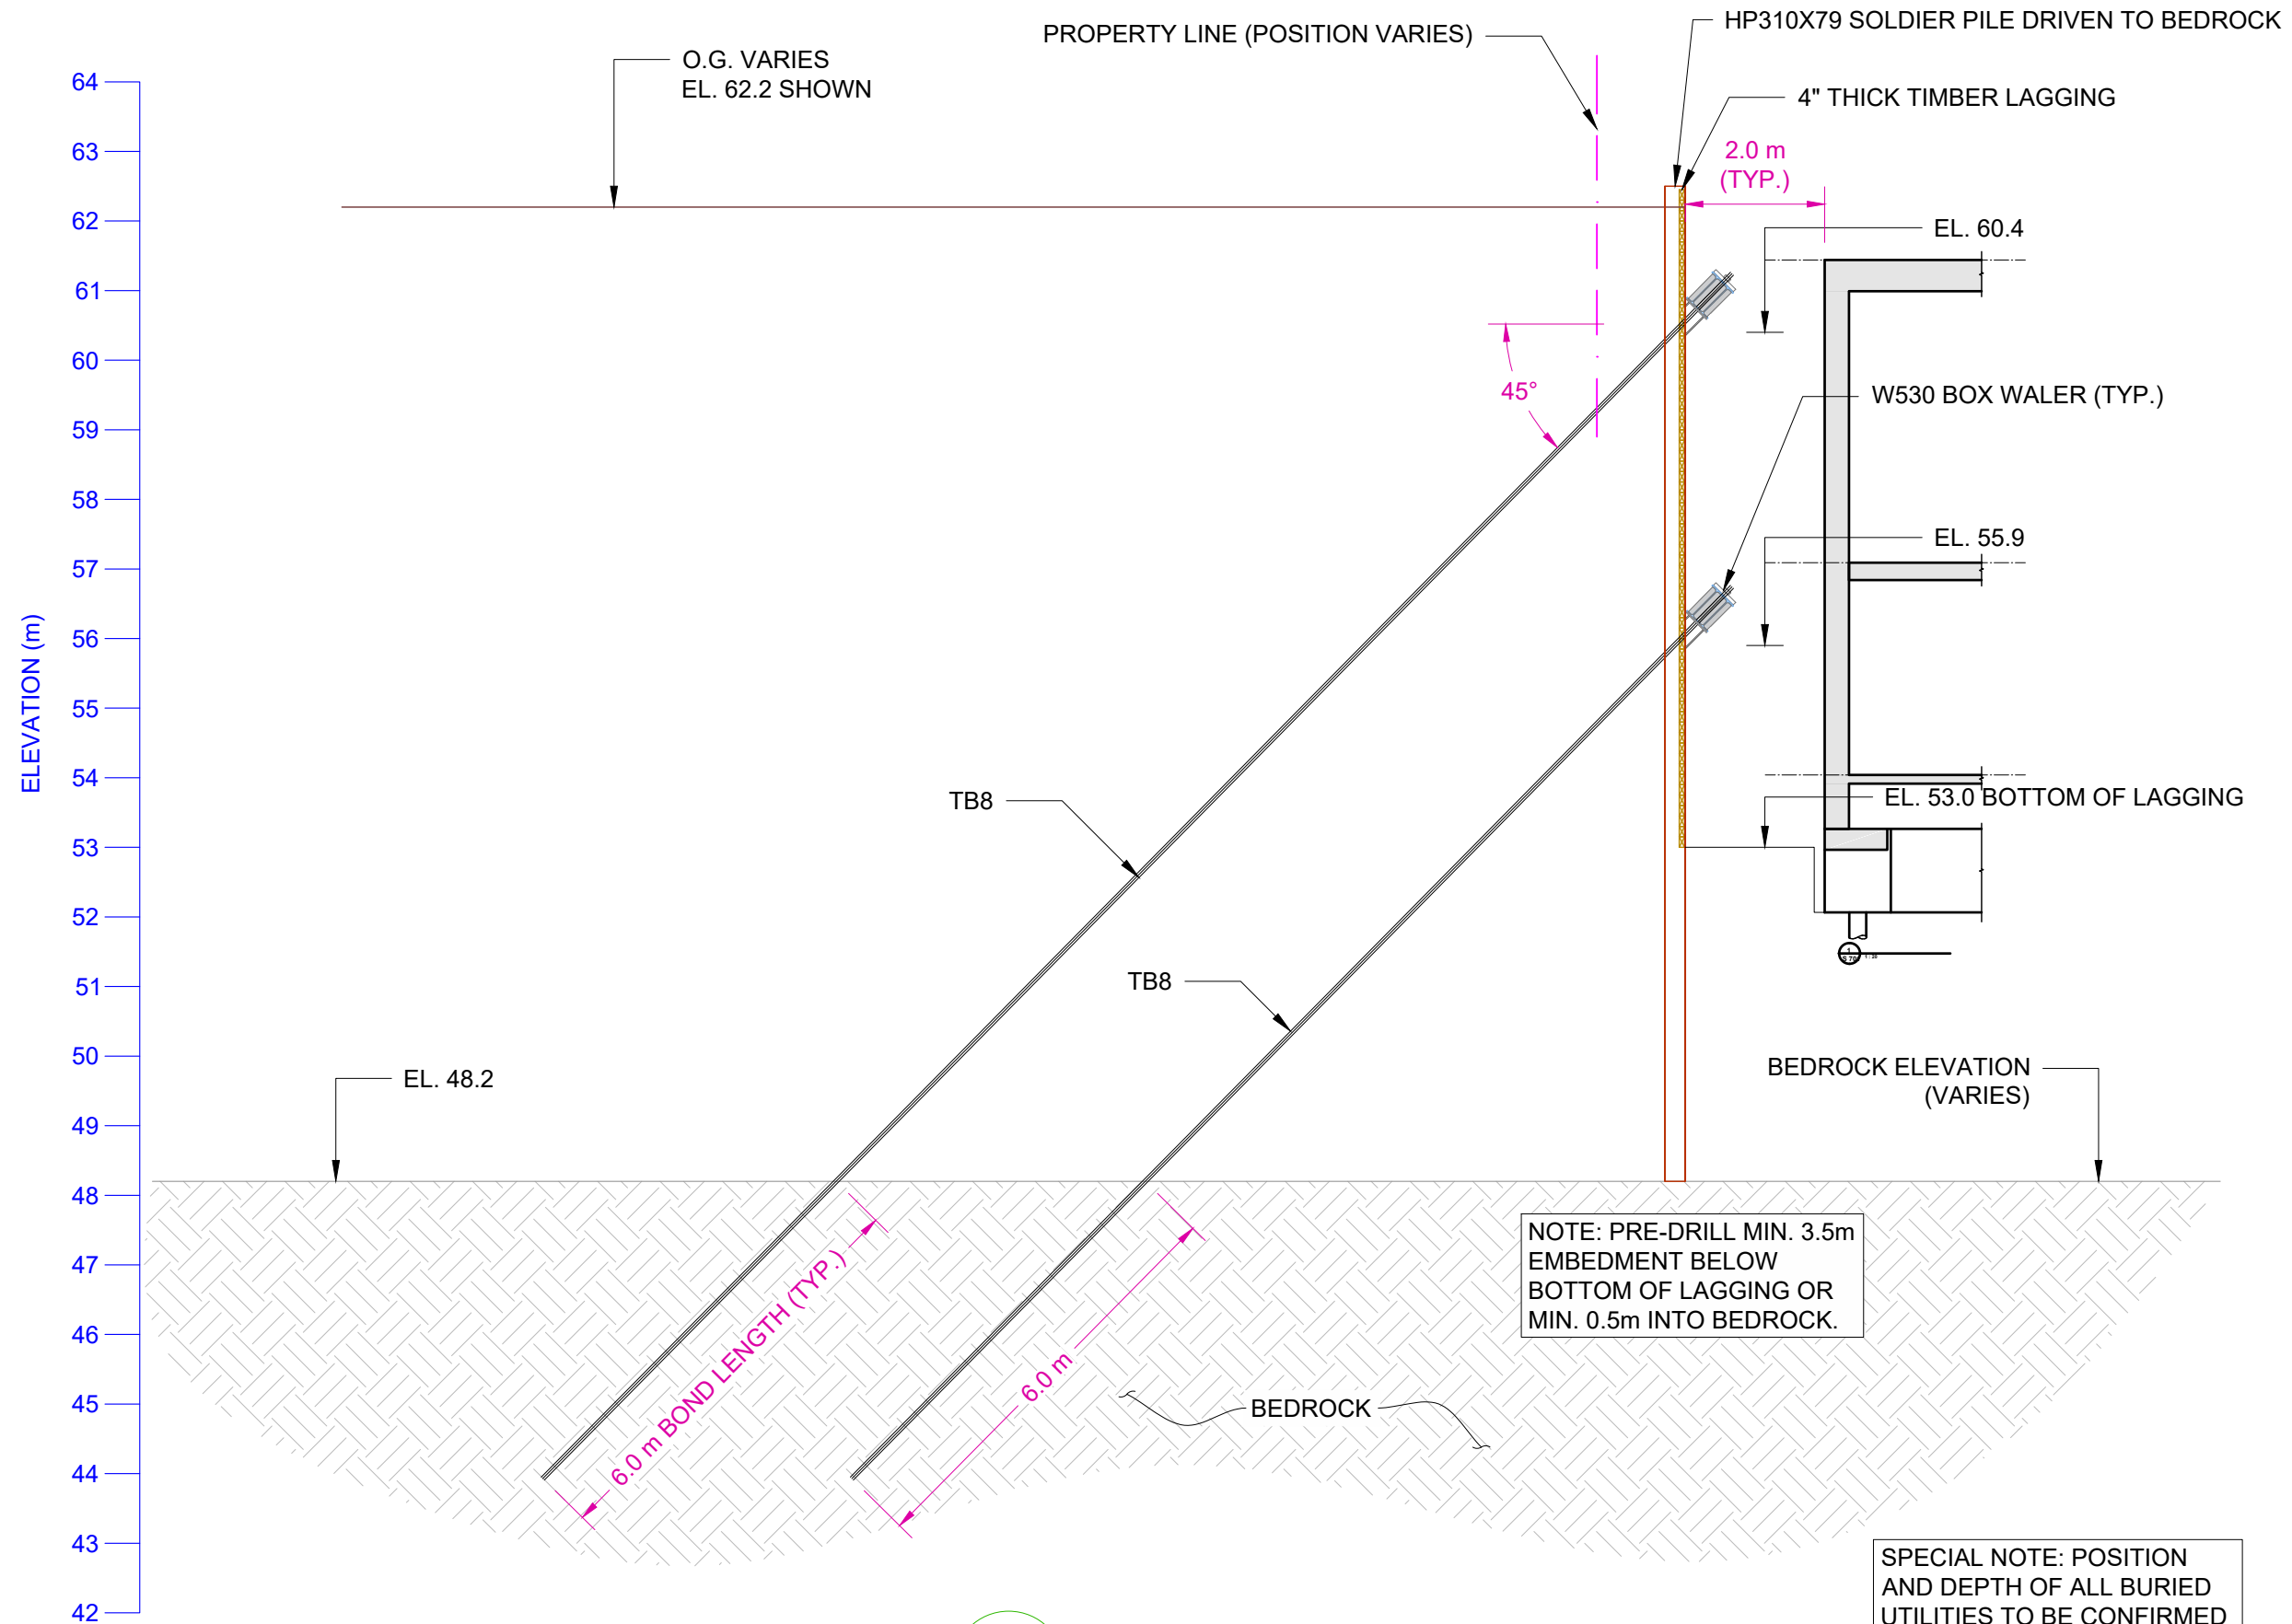 PROPERTY LINE (POSITION VARIES)
HP310X79 SOLDIER PILE DRIVEN TO BEDROCK
O.G. VARIES
EL. 62.2 SHOWN
4" THICK TIMBER LAGGING
2.0 m
(TYP.)
EL. 60.4
45°
W530 BOX WALER (TYP.)
EL. 55.9
TB8
EL. 53.0 BOTTOM OF LAGGING
TB8
EL. 48.2
BEDROCK ELEVATION
(VARIES)
NOTE: PRE-DRILL MIN. 3.5m
EMBEDMENT BELOW
BOTTOM OF LAGGING OR
MIN. 0.5m INTO BEDROCK.
6.0 m BOND LENGTH (TYP.)
6.0 m
BEDROCK
SPECIAL NOTE: POSITION
AND DEPTH OF ALL BURIED
UTILITIES TO BE CONFIRMED
ELEVATION (m)
64
63
62
61
60
59
58
57
56
55
54
53
52
51
50
49
48
47
46
45
44
43
42